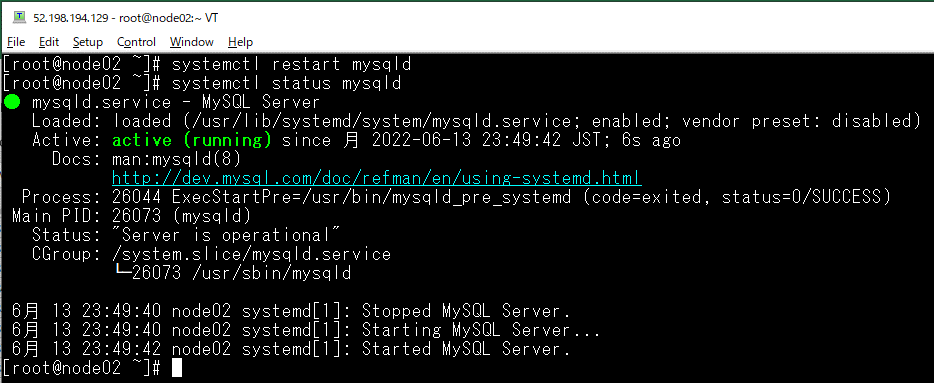 52.198.194.129 - root@node02:~ VT
File Edit Setup Control Window Help
[root@node02 ~]# systemctl restart mysqld
[root@node02 ~]# systemctl status mysqld
● mysqld.service - MySQL Server
   Loaded: loaded (/usr/lib/systemd/system/mysqld.service; enabled; vendor preset: disabled)
   Active: active (running) since 月 2022-06-13 23:49:42 JST; 6s ago
     Docs: man:mysqld(8)
           http://dev.mysql.com/doc/refman/en/using-systemd.html
  Process: 26044 ExecStartPre=/usr/bin/mysqld_pre_systemd (code=exited, status=0/SUCCESS)
 Main PID: 26073 (mysqld)
   Status: "Server is operational"
   CGroup: /system.slice/mysqld.service
           └─26073 /usr/sbin/mysqld
 6月 13 23:49:40 node02 systemd[1]: Stopped MySQL Server.
 6月 13 23:49:40 node02 systemd[1]: Starting MySQL Server...
 6月 13 23:49:42 node02 systemd[1]: Started MySQL Server.
[root@node02 ~]#